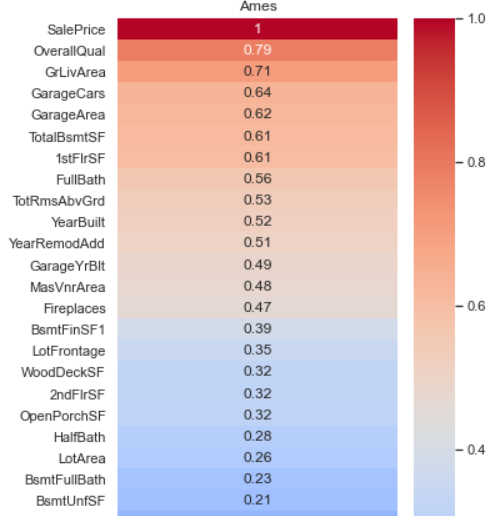 Ames
SalePrice 1
OverallQual 0.79
GrLivArea 0.71
GarageCars 0.64
GarageArea 0.62
TotalBsmtSF 0.61
1stFlrSF 0.61
FullBath 0.56
TotRmsAbvGrd 0.53
YearBuilt 0.52
YearRemodAdd 0.51
GarageYrBlt 0.49
MasVnrArea 0.48
Fireplaces 0.47
BsmtFinSF1 0.39
LotFrontage 0.35
WoodDeckSF 0.32
2ndFlrSF 0.32
OpenPorchSF 0.32
HalfBath 0.28
LotArea 0.26
BsmtFullBath 0.23
BsmtUnfSF 0.21
1.0
0.8
0.6
0.4